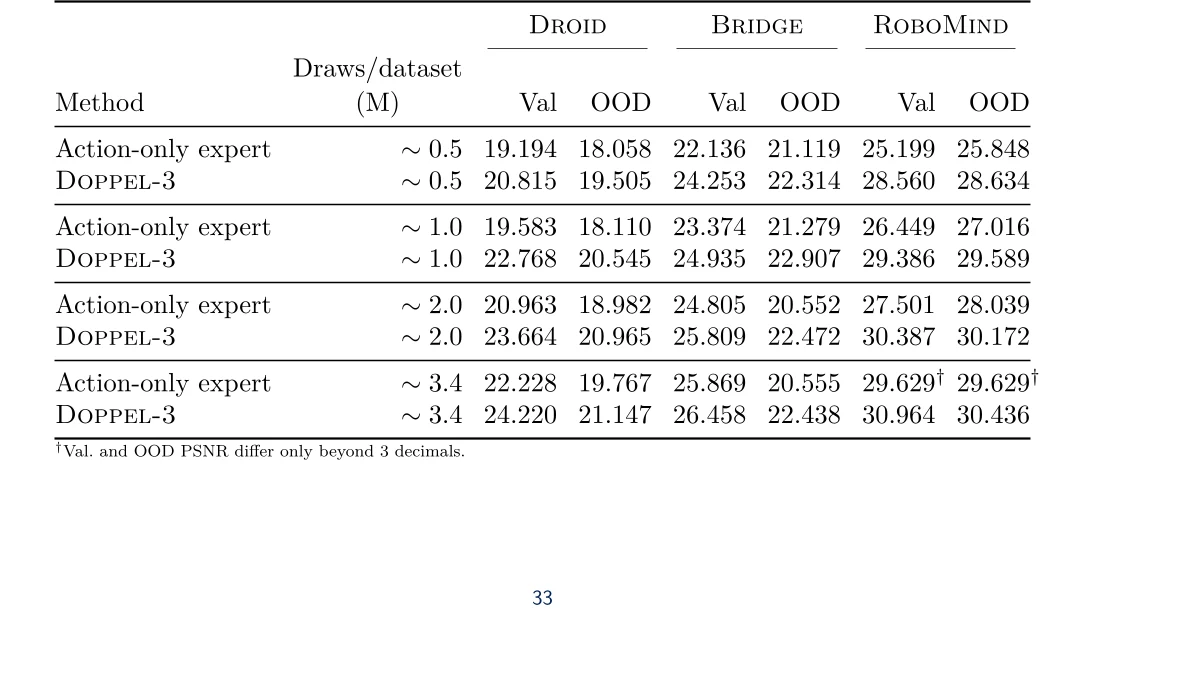 DROID BRIDGE ROBOMIND
Draws/dataset
Method (M) Val OOD Val OOD Val OOD
Action-only expert ∼ 0.5 19.194 18.058 22.136 21.119 25.199 25.848
DOPPEL-3 ∼ 0.5 20.815 19.505 24.253 22.314 28.560 28.634
Action-only expert ∼ 1.0 19.583 18.110 23.374 21.279 26.449 27.016
DOPPEL-3 ∼ 1.0 22.768 20.545 24.935 22.907 29.386 29.589
Action-only expert ∼ 2.0 20.963 18.982 24.805 20.552 27.501 28.039
DOPPEL-3 ∼ 2.0 23.664 20.965 25.809 22.472 30.387 30.172
Action-only expert ∼ 3.4 22.228 19.767 25.869 20.555 29.629† 29.629†
DOPPEL-3 ∼ 3.4 24.220 21.147 26.458 22.438 30.964 30.436
†Val. and OOD PSNR differ only beyond 3 decimals.
33